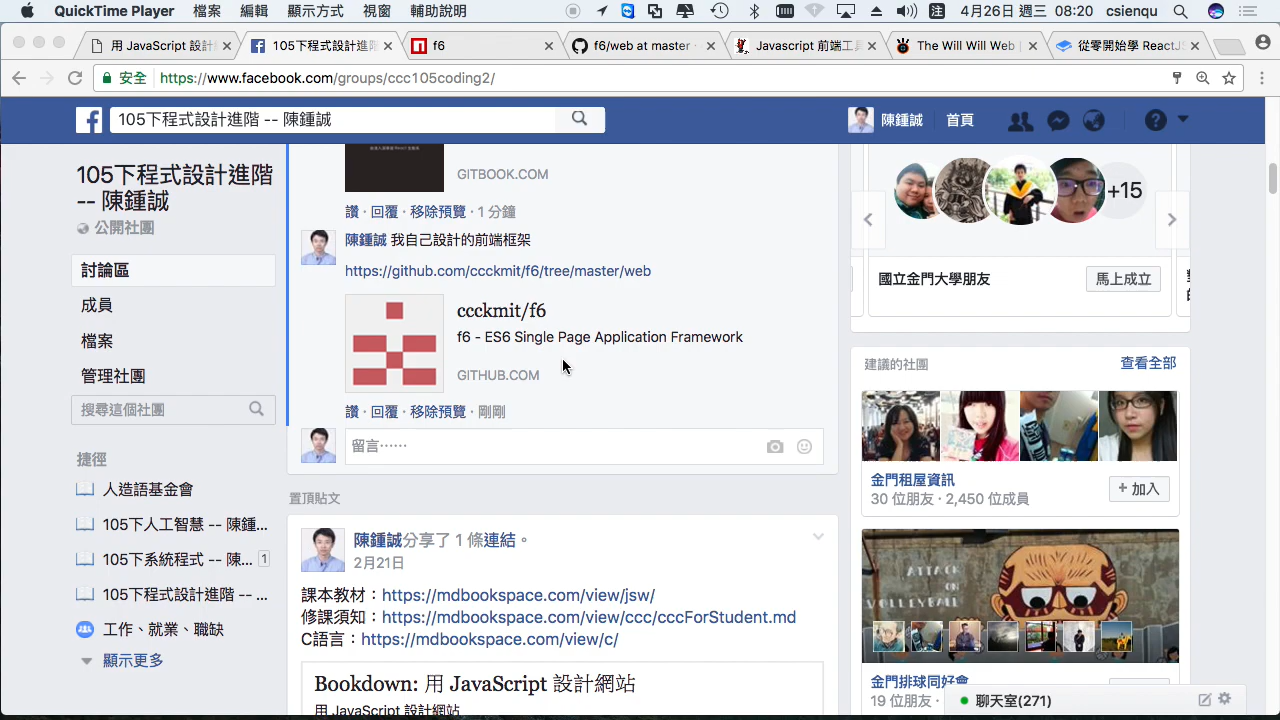 QuickTime Player 檔案 編輯 顯示方式 視窗 輔助說明 注 4月26日 週三 08:20 csienqu
用 JavaScript 設計 105下程式設計進階 f6 f6/web at master Javascript 前端工具 The Will Will Web 從零開始學 ReactJS
安全 https://www.facebook.com/groups/ccc105coding2/
105下程式設計進階 -- 陳鍾誠 陳鍾誠 首頁
105下程式設計進階
-- 陳鍾誠
公開社團
討論區
成員
檔案
管理社團
搜尋這個社團
捷徑
人造語基金會
105下人工智慧 -- 陳鍾...
105下系統程式 -- 陳... 1
105下程式設計進階 -- ...
工作、就業、職缺
顯示更多
GITBOOK.COM
讚 · 回覆 · 移除預覽 · 1 分鐘
陳鍾誠 我自己設計的前端框架
https://github.com/ccckmit/f6/tree/master/web
ccckmit/f6
f6 - ES6 Single Page Application Framework
GITHUB.COM
讚 · 回覆 · 移除預覽 · 剛剛
留言……
置頂貼文
陳鍾誠分享了 1 條連結。
2月21日
課本教材：https://mdbookspace.com/view/jsw/
修課須知：https://mdbookspace.com/view/ccc/cccForStudent.md
C語言：https://mdbookspace.com/view/c/
Bookdown: 用 JavaScript 設計網站
用 JavaScript 設計網站
+15
國立金門大學朋友 馬上成立
建議的社團 查看全部
金門租屋資訊
30 位朋友 · 2,450 位成員
+ 加入
ATTACK
ON
VOLLEYBALL
金門排球同好會
19 位朋友 ·
聊天室(271)